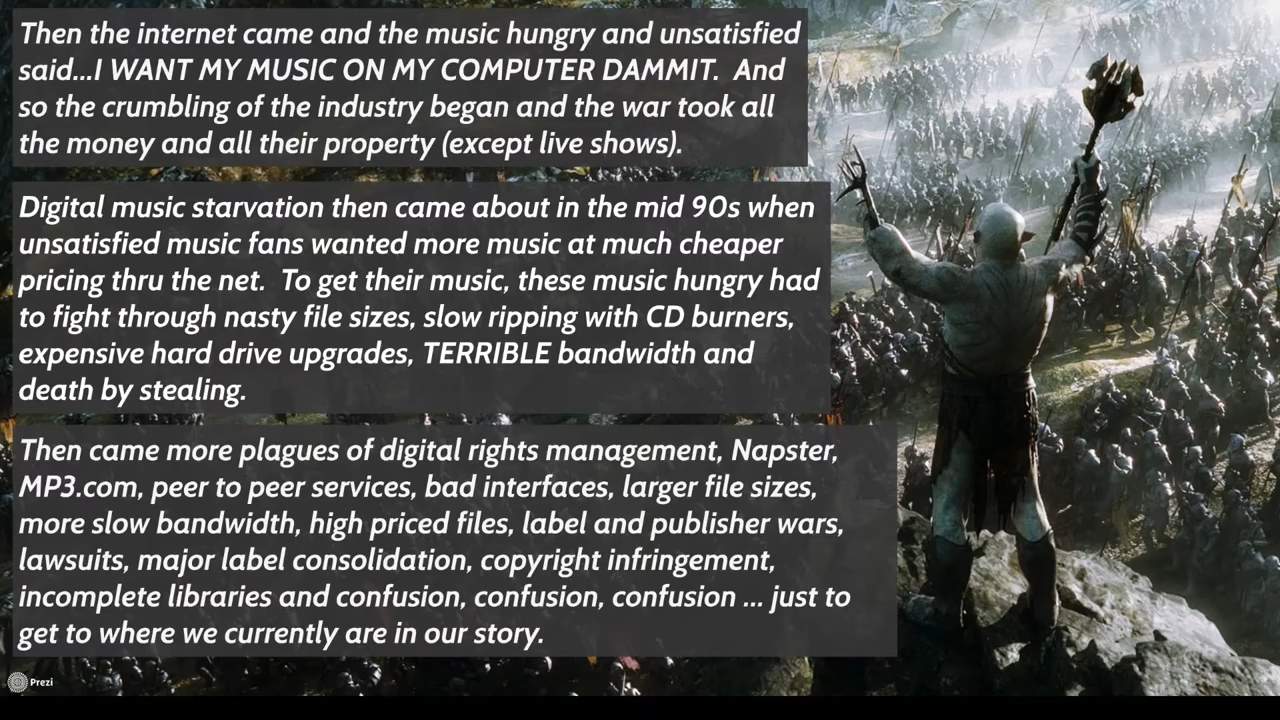 Then the internet came and the music hungry and unsatisfied
said...I WANT MY MUSIC ON MY COMPUTER DAMMIT.  And
so the crumbling of the industry began and the war took all
the money and all their property (except live shows).
Digital music starvation then came about in the mid 90s when
unsatisfied music fans wanted more music at much cheaper
pricing thru the net.  To get their music, these music hungry had
to fight through nasty file sizes, slow ripping with CD burners,
expensive hard drive upgrades, TERRIBLE bandwidth and
death by stealing.
Then came more plagues of digital rights management, Napster,
MP3.com, peer to peer services, bad interfaces, larger file sizes,
more slow bandwidth, high priced files, label and publisher wars,
lawsuits, major label consolidation, copyright infringement,
incomplete libraries and confusion, confusion, confusion ... just to
get to where we currently are in our story.
Prezi